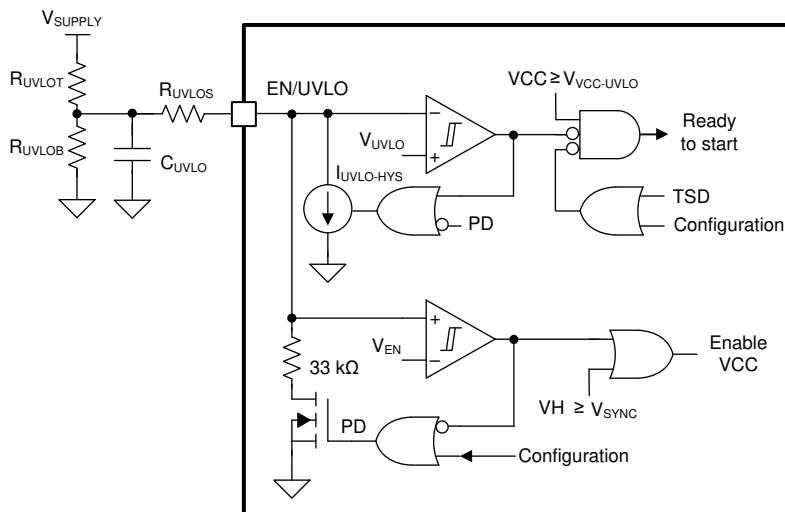 VSUPPLY
RUVLOT
RUVLOS
RUVLOB
CUVLO
EN/UVLO
−
VUVLO
+
IUVLO-HYS
PD
VCC ≥ VVCC-UVLO
Ready
to start
TSD
Configuration
+
VEN
−
33 kΩ
PD
Enable
VCC
VH ≥ VSYNC
Configuration